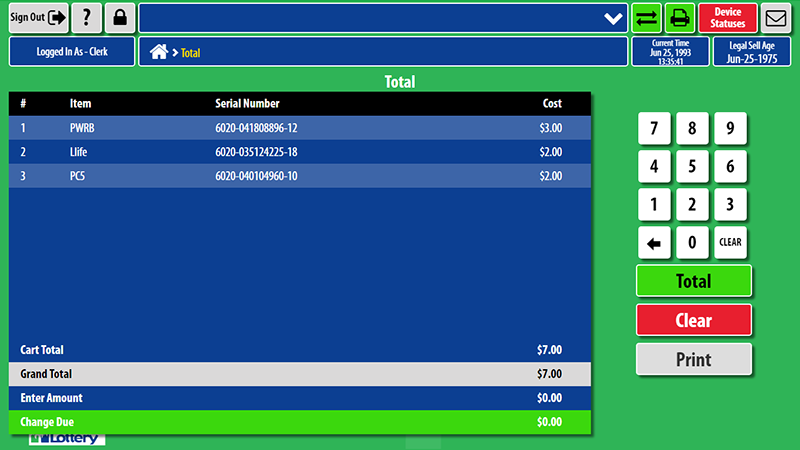 Sign Out ?
Device
Statuses
Logged In As - Clerk
> Total
Current Time
Jun 25, 1993
13:35:41
Legal Sell Age
Jun-25-1975
Total
# Item Serial Number Cost
1 PWRB 6020-041808896-12 $3.00
2 Llife 6020-035124225-18 $2.00
3 PC5 6020-040104960-10 $2.00
Cart Total $7.00
Grand Total $7.00
Enter Amount $0.00
Change Due $0.00
Lottery
7 8 9
4 5 6
1 2 3
0 CLEAR
Total
Clear
Print